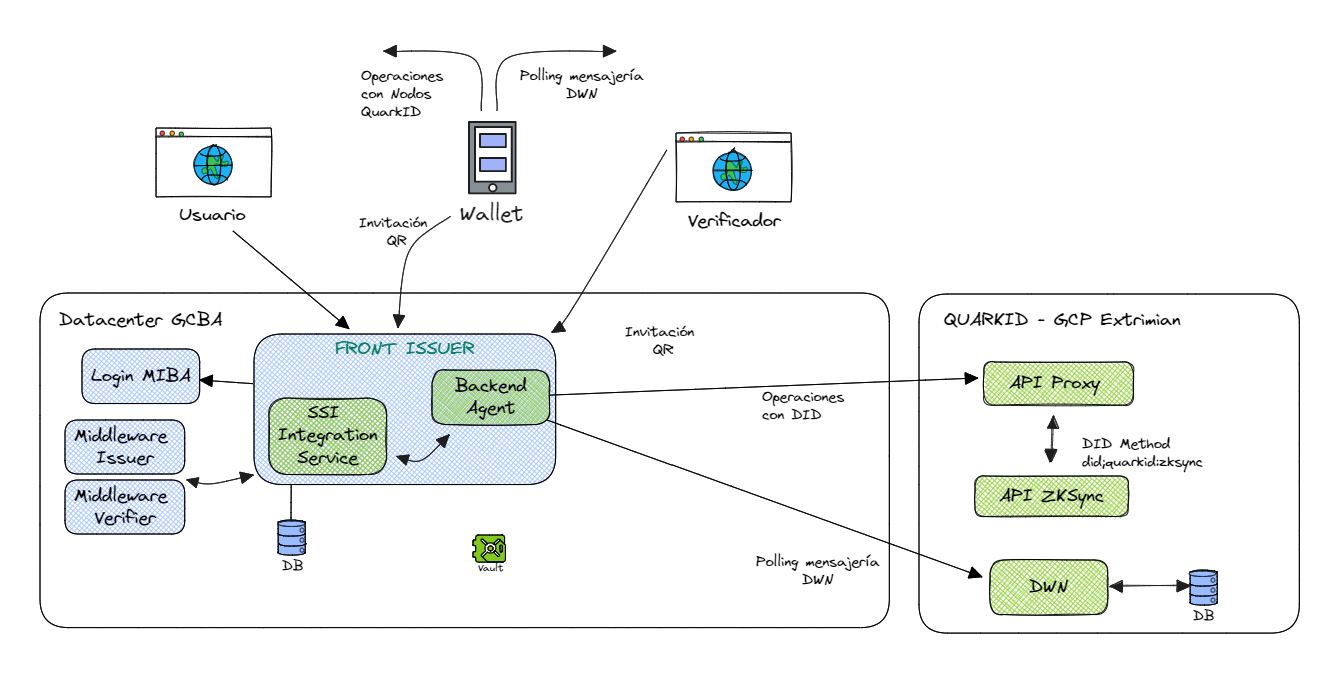 Operaciones
con Nodos
QuarkID
Polling mensajería
DWN
Usuario
Wallet
Verificador
Invitación
QR
Datacenter GCBA
FRONT ISSUER
Login MIBA
Middleware
Issuer
Middleware
Verifier
SSI
Integration
Service
Backend
Agent
DB
Vault
Invitación
QR
Operaciones
con DID
Polling mensajería
DWN
QUARKID - GCP Extrimian
API Proxy
DID Method
did;quarkid:zksync
API ZKSync
DWN
DB